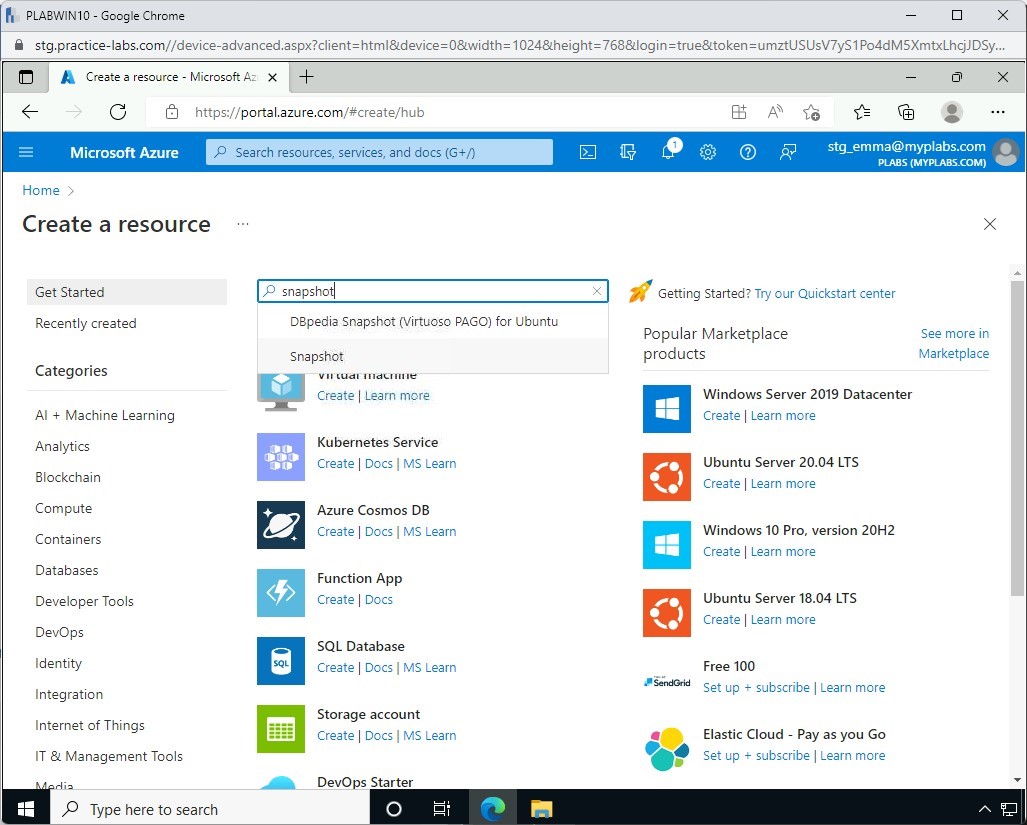 PLABWIN10 - Google Chrome
stg.practice-labs.com//device-advanced.aspx?client=html&device=0&width=1024&height=768&login=true&token=umztUSUsV7yS1Po4dM5XmtxLhcjJDSy...
Create a resource - Microsoft Az
https://portal.azure.com/#create/hub
Microsoft Azure
Search resources, services, and docs (G+/)
1
stg_emma@myplabs.com
PLABS (MYPLABS.COM)
Home >
Create a resource ...
Get Started
Recently created
Categories
AI + Machine Learning
Analytics
Blockchain
Compute
Containers
Databases
Developer Tools
DevOps
Identity
Integration
Internet of Things
IT & Management Tools
Media
snapshot
DBpedia Snapshot (Virtuoso PAGO) for Ubuntu
Snapshot
Virtual machine
Create | Learn more
Kubernetes Service
Create | Docs | MS Learn
Azure Cosmos DB
Create | Docs | MS Learn
Function App
Create | Docs
SQL
SQL Database
Create | Docs | MS Learn
Storage account
Create | Docs | MS Learn
DevOps Starter
Getting Started? Try our Quickstart center
Popular Marketplace products
See more in Marketplace
Windows Server 2019 Datacenter
Create | Learn more
Ubuntu Server 20.04 LTS
Create | Learn more
Windows 10 Pro, version 20H2
Create | Learn more
Ubuntu Server 18.04 LTS
Create | Learn more
SendGrid
Free 100
Set up + subscribe | Learn more
Elastic Cloud - Pay as you Go
Set up + subscribe | Learn more
Type here to search